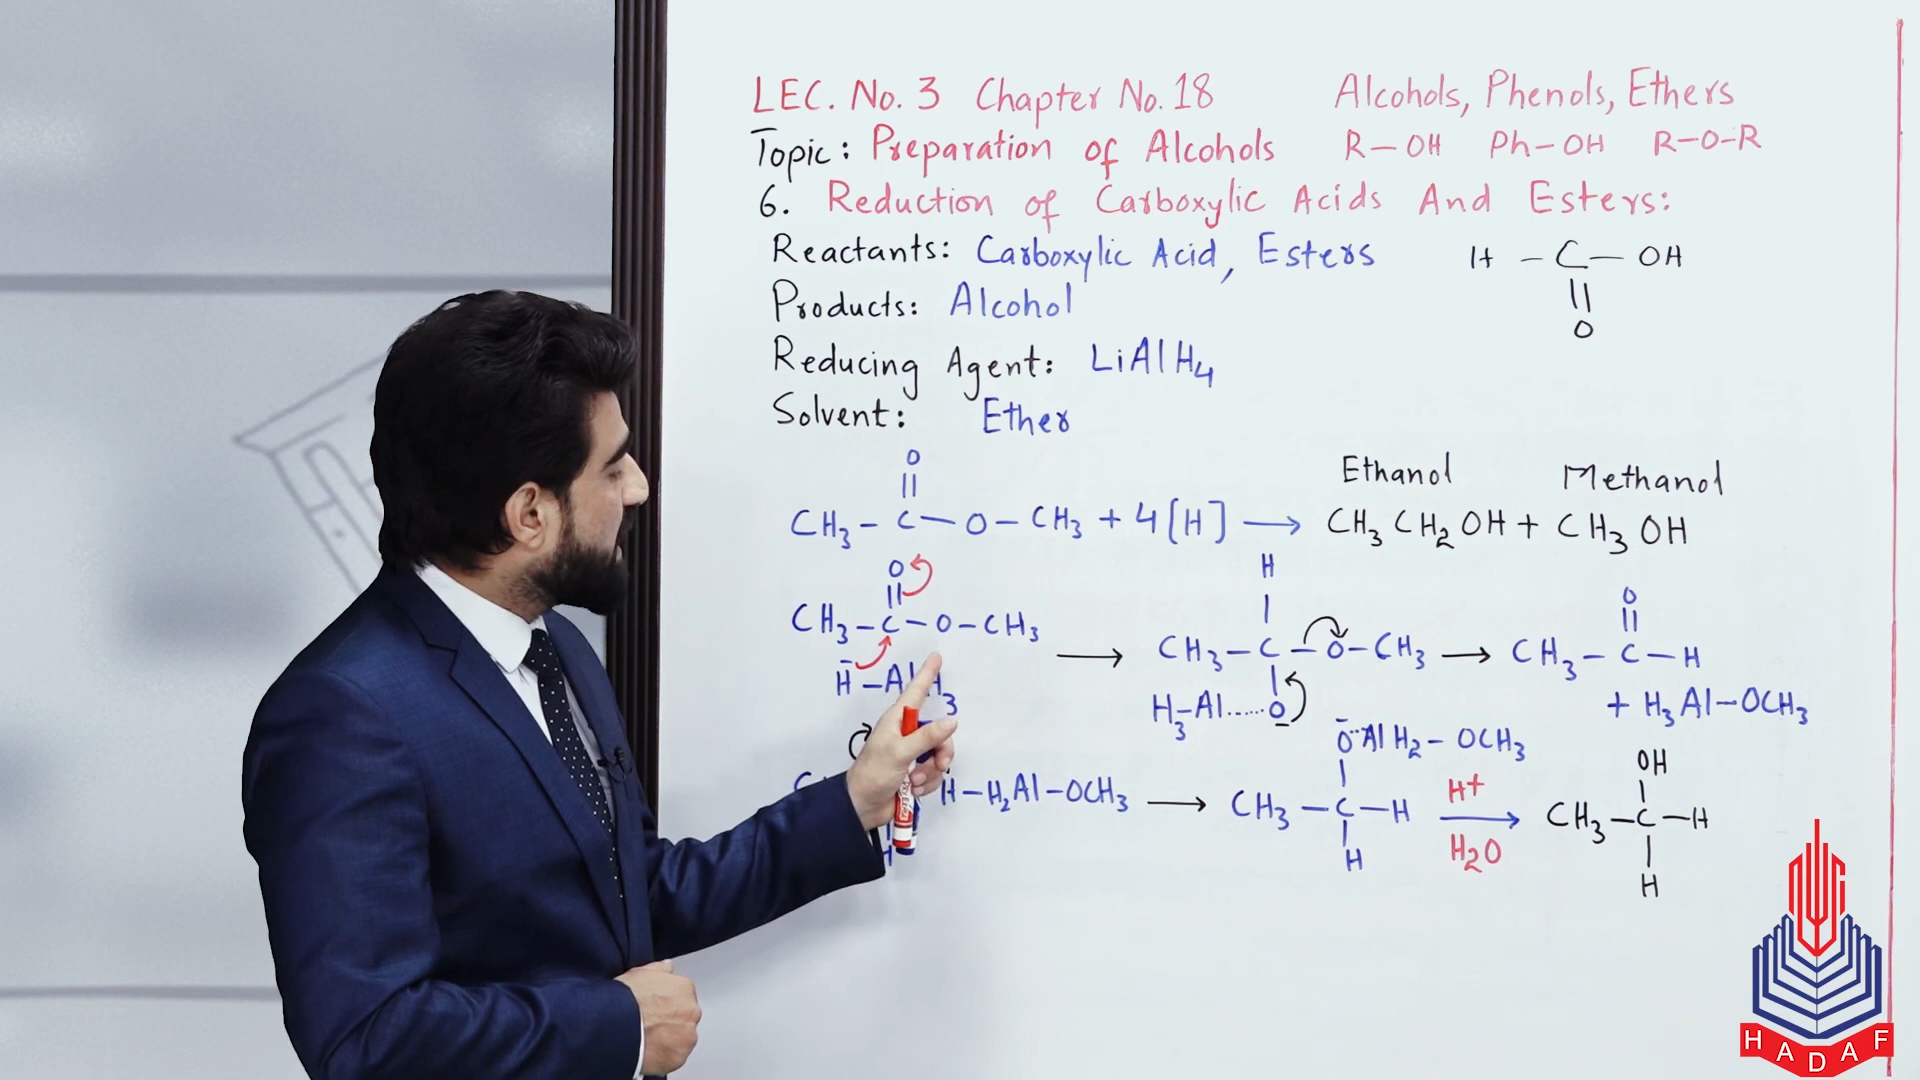 LEC. No. 3 Chapter No. 18 Alcohols, Phenols, Ethers
Topic: Preparation of Alcohols R—OH Ph—OH R-O-R
6. Reduction of Carboxylic Acids And Esters:
Reactants: Carboxylic Acid, Esters
H — C — OH
||
O
Products: Alcohol
Reducing Agent: LiAlH4
Solvent: Ether
O
||
Ethanol Methanol
CH3 — C — O — CH3 + 4[H] → CH3CH2OH + CH3OH
O
||
CH3 — C — O — CH3
H̄ — AlH3
→
H
|
CH3 — C — O — CH3
|
H3Al.....O̲
→
O
||
CH3 — C — H
+ H3Al — OCH3
H — H2Al — OCH3
H
→
Ō AlH2 — OCH3
|
CH3 — C — H
|
H
H+
→
H2O
OH
|
CH3 — C — H
|
H
HADAF